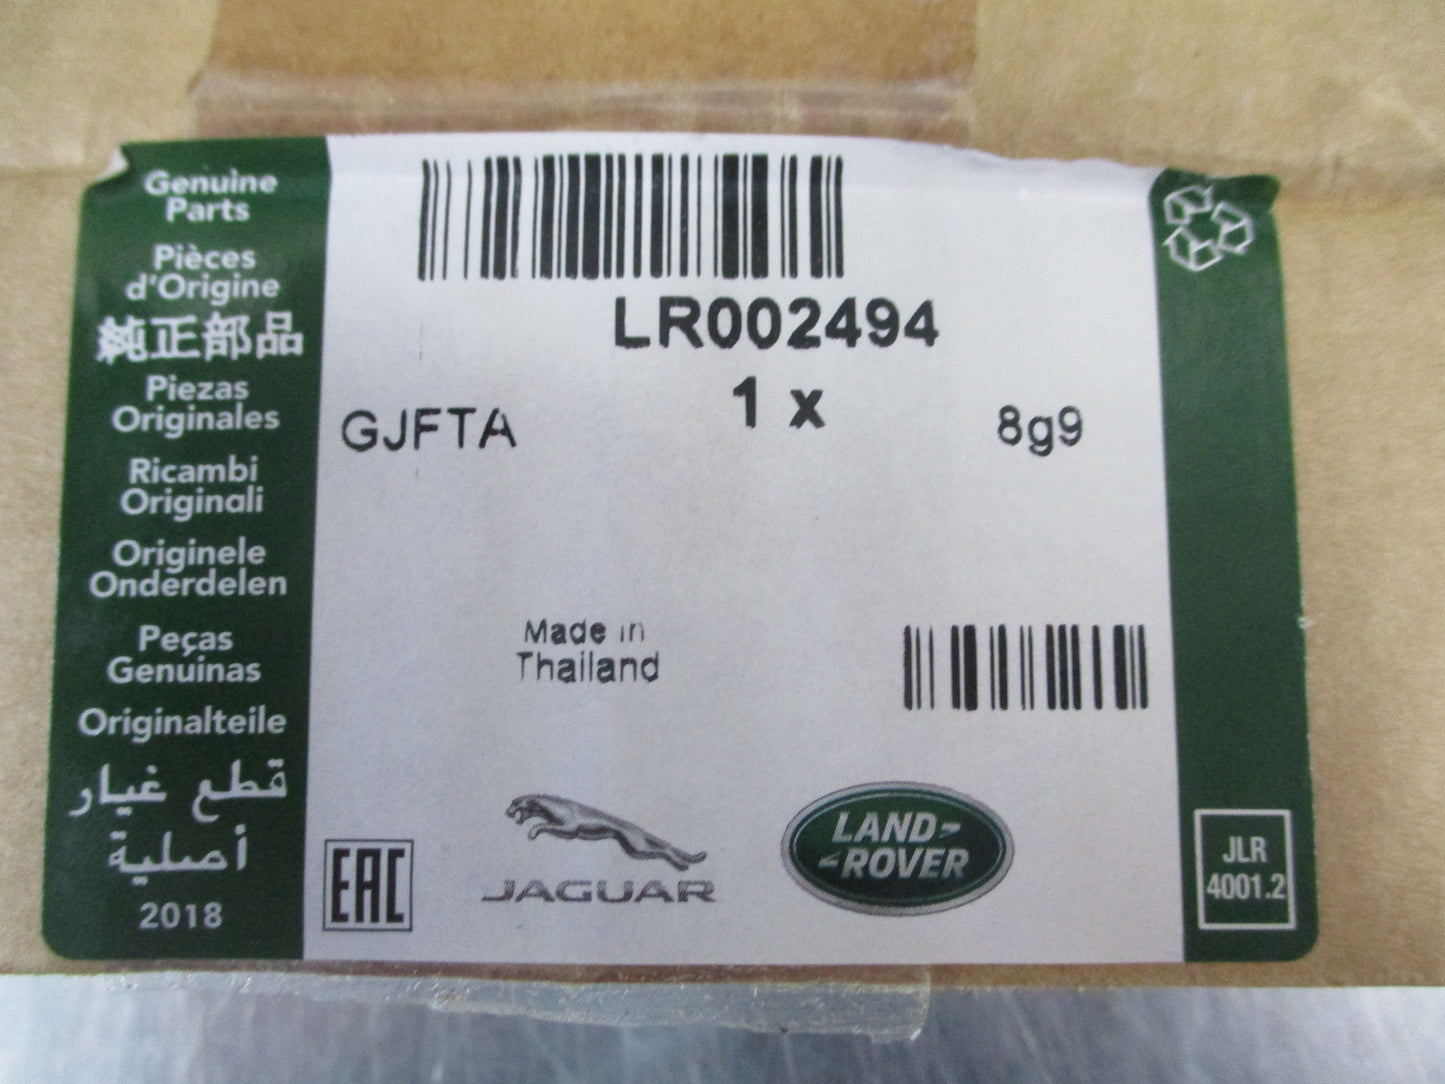 Genuine
Parts
Pièces
d'Origine
純正部品
Piezas
Originales
Ricambi
Originali
Originele
Onderdelen
Peças
Genuinas
Originalteile
قطع غيار
أصلية
2018
LR002494
1 x
GJFTA
8g9
Made in
Thailand
EAC
JAGUAR
LAND-
-ROVER
JLR
4001.2